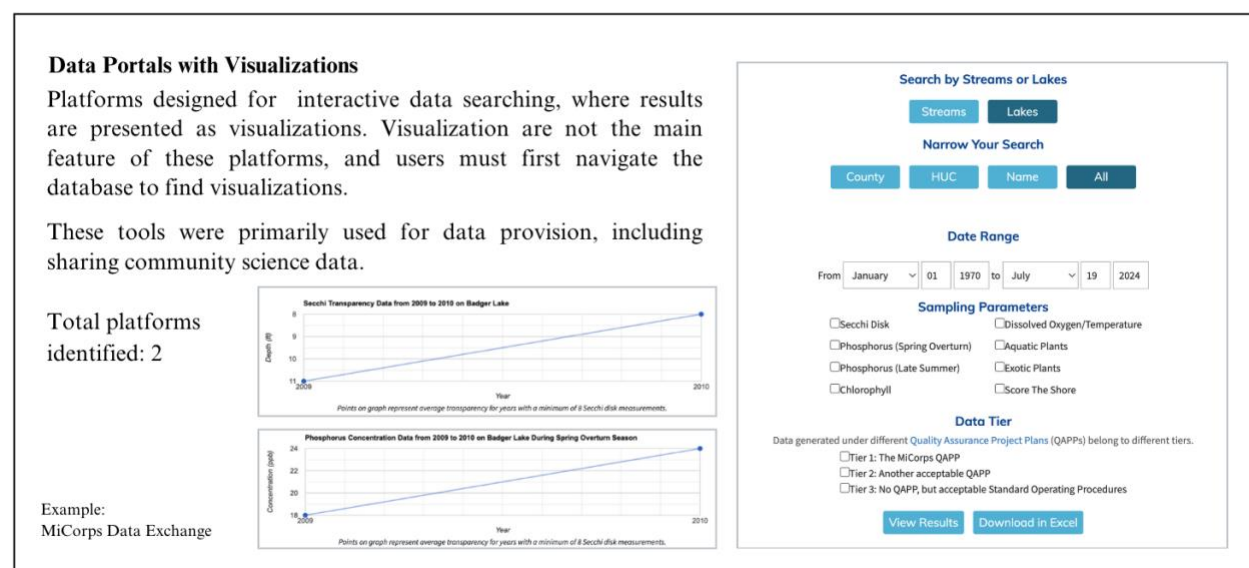 Data Portals with Visualizations
Platforms designed for interactive data searching, where results
are presented as visualizations. Visualization are not the main
feature of these platforms, and users must first navigate the
database to find visualizations.
These tools were primarily used for data provision, including
sharing community science data.
Total platforms
identified: 2
Example:
MiCorps Data Exchange
Secchi Transparency Data from 2009 to 2010 on Badger Lake
Depth (ft)
8
9
10
11
2009
2010
Year
Points on graph represent average transparency for years with a minimum of 8 Secchi disk measurements.
Phosphorus Concentration Data from 2009 to 2010 on Badger Lake During Spring Overturn Season
Concentration (ppb)
24
22
20
18
2009
2010
Year
Points on graph represent average transparency for years with a minimum of 8 Secchi disk measurements.
Search by Streams or Lakes
Streams Lakes
Narrow Your Search
County HUC Name All
Date Range
From January 01 1970 to July 19 2024
Sampling Parameters
Secchi Disk Dissolved Oxygen/Temperature
Phosphorus (Spring Overturn) Aquatic Plants
Phosphorus (Late Summer) Exotic Plants
Chlorophyll Score The Shore
Data Tier
Data generated under different Quality Assurance Project Plans (QAPPs) belong to different tiers.
Tier 1: The MiCorps QAPP
Tier 2: Another acceptable QAPP
Tier 3: No QAPP, but acceptable Standard Operating Procedures
View Results Download in Excel